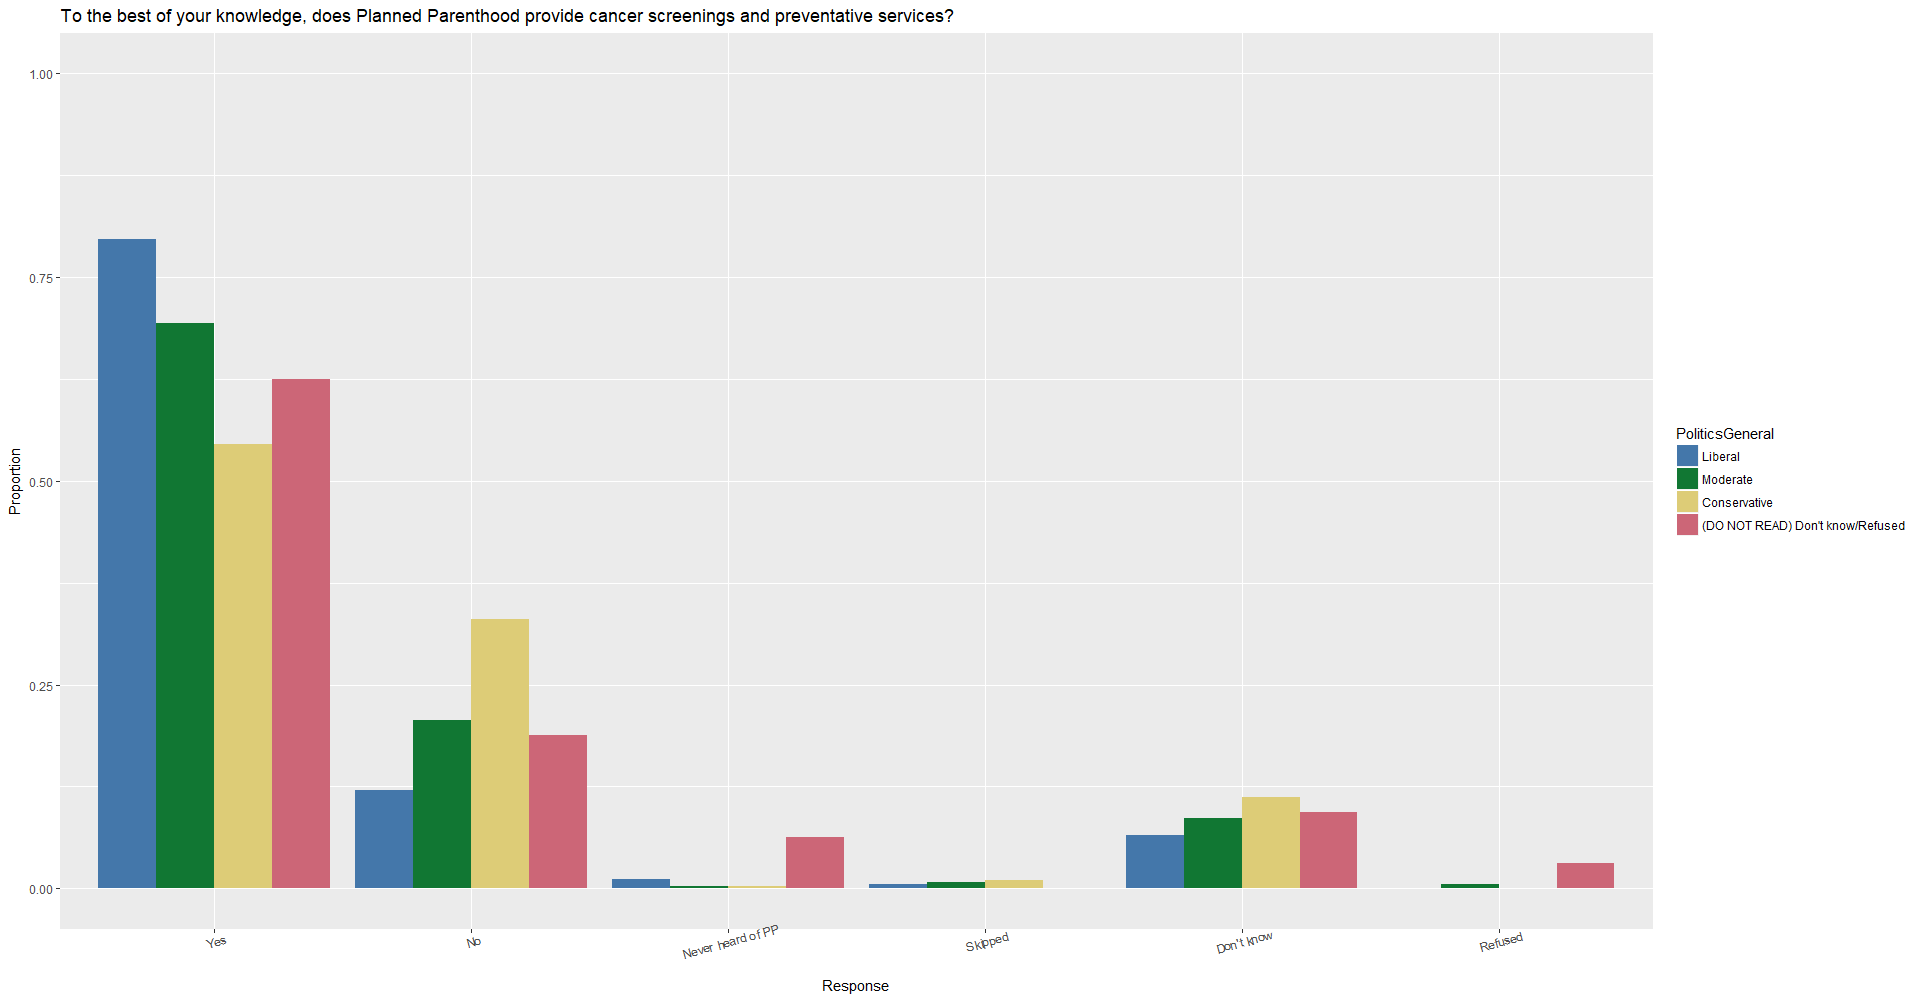 To the best of your knowledge, does Planned Parenthood provide cancer screenings and preventative services?
1.00
0.75
0.50
0.25
0.00
Proportion
Yes
No
Never heard of PP
Skipped
Don't know
Refused
Response
PoliticsGeneral
Liberal
Moderate
Conservative
(DO NOT READ) Don't know/Refused